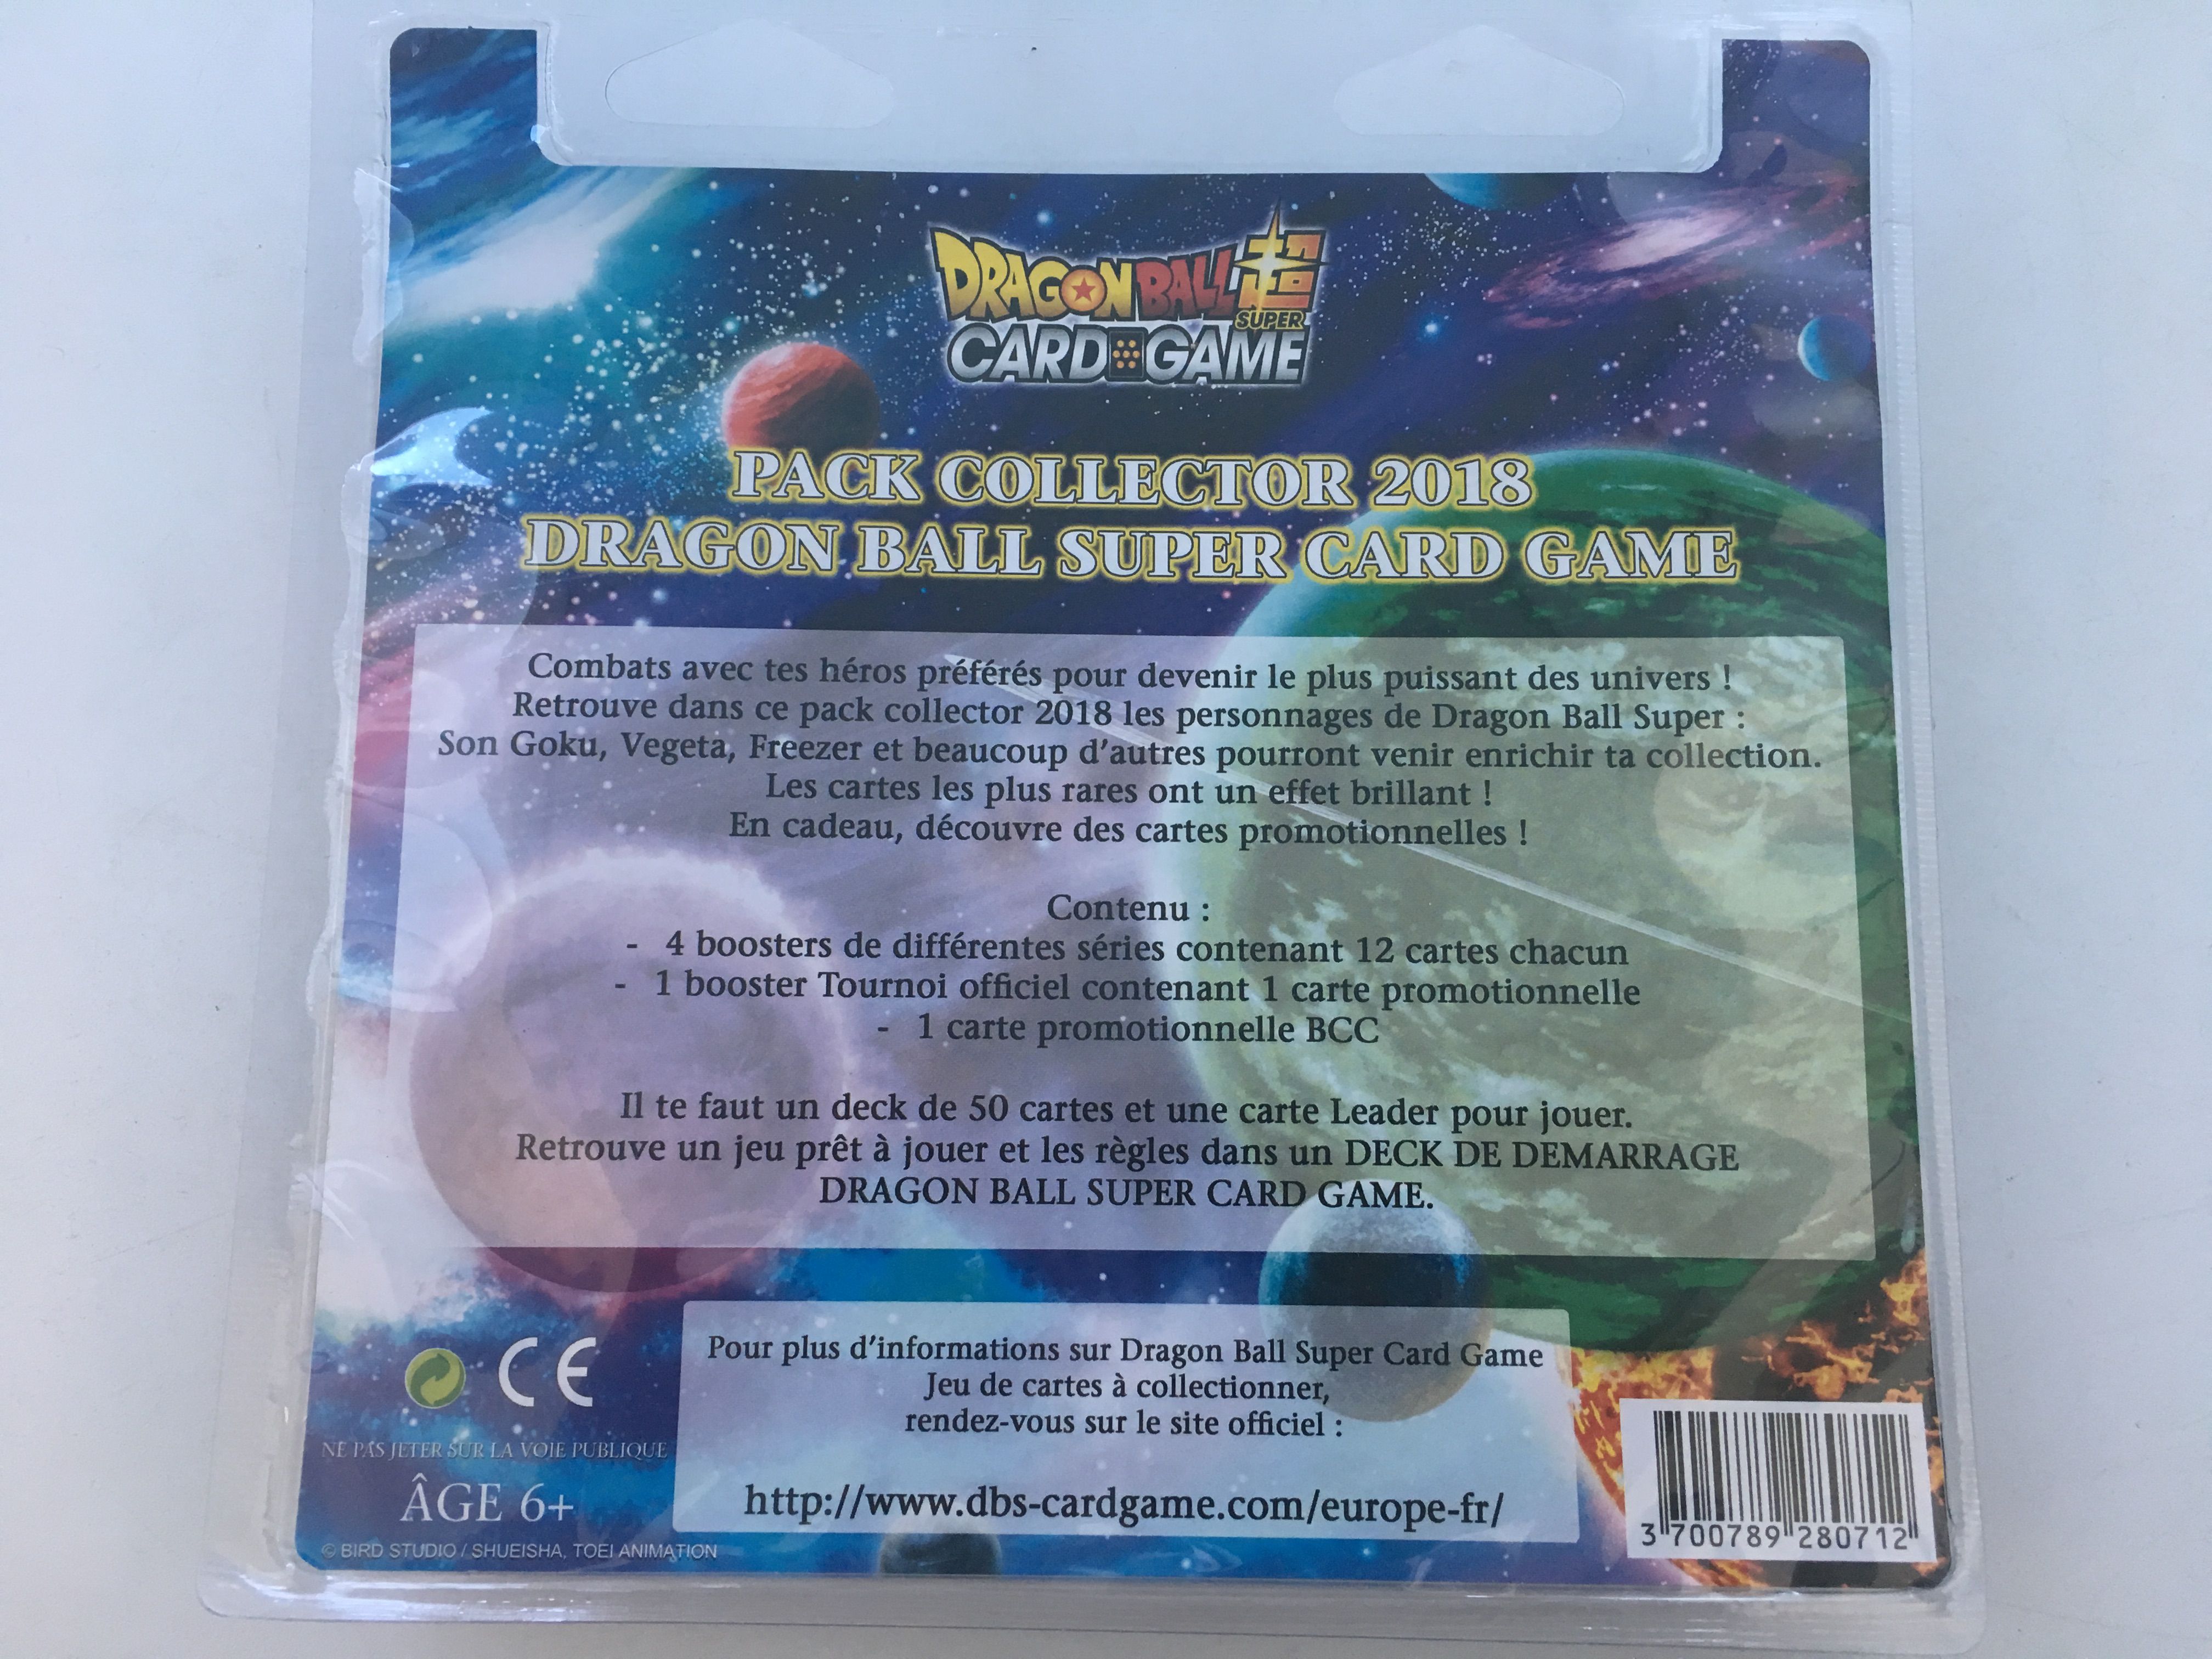 DRAGON BALL 超
SUPER
CARD GAME
PACK COLLECTOR 2018
DRAGON BALL SUPER CARD GAME
Combats avec tes héros préférés pour devenir le plus puissant des univers !
Retrouve dans ce pack collector 2018 les personnages de Dragon Ball Super :
Son Goku, Vegeta, Freezer et beaucoup d'autres pourront venir enrichir ta collection.
Les cartes les plus rares ont un effet brillant !
En cadeau, découvre des cartes promotionnelles !
Contenu :
- 4 boosters de différentes séries contenant 12 cartes chacun
- 1 booster Tournoi officiel contenant 1 carte promotionnelle
- 1 carte promotionnelle BCC
Il te faut un deck de 50 cartes et une carte Leader pour jouer.
Retrouve un jeu prêt à jouer et les règles dans un DECK DE DEMARRAGE
DRAGON BALL SUPER CARD GAME.
Pour plus d'informations sur Dragon Ball Super Card Game
Jeu de cartes à collectionner,
rendez-vous sur le site officiel :
http://www.dbs-cardgame.com/europe-fr/
CE
NE PAS JETER SUR LA VOIE PUBLIQUE
ÂGE 6+
© BIRD STUDIO / SHUEISHA, TOEI ANIMATION
3 700789 280712